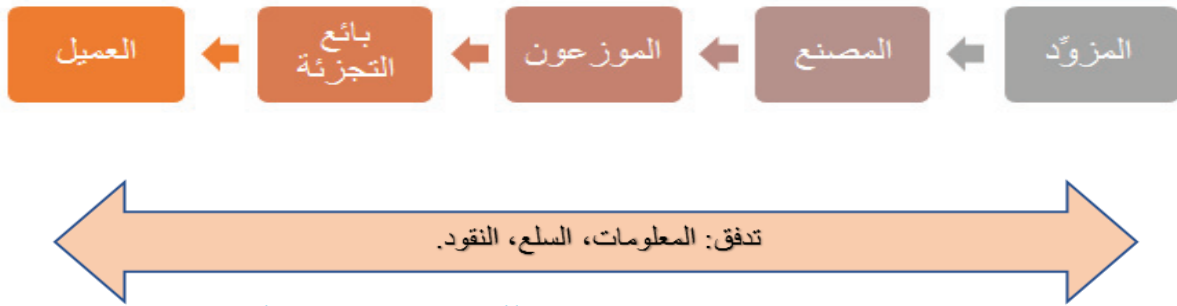 المزوِّد
المصنع
الموزعون
بائع
التجزئة
العميل
تدفق: المعلومات، السلع، النقود.